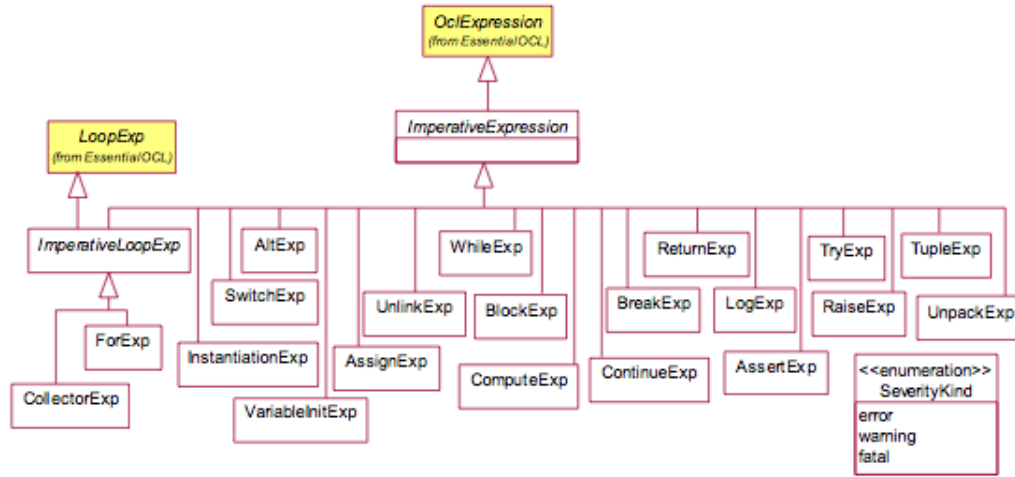 OclExpression
(from EssentialOCL)
ImperativeExpression
LoopExp
(from EssentialOCL)
ImperativeLoopExp
AltExp
WhileExp
ReturnExp
TryExp
TupleExp
SwitchExp
UnlinkExp
BlockExp
BreakExp
LogExp
RaiseExp
UnpackExp
ForExp
InstantiationExp
AssignExp
ComputeExp
ContinueExp
AssertExp
CollectorExp
VariableInitExp
<<enumeration>>
SeverityKind
error
warning
fatal